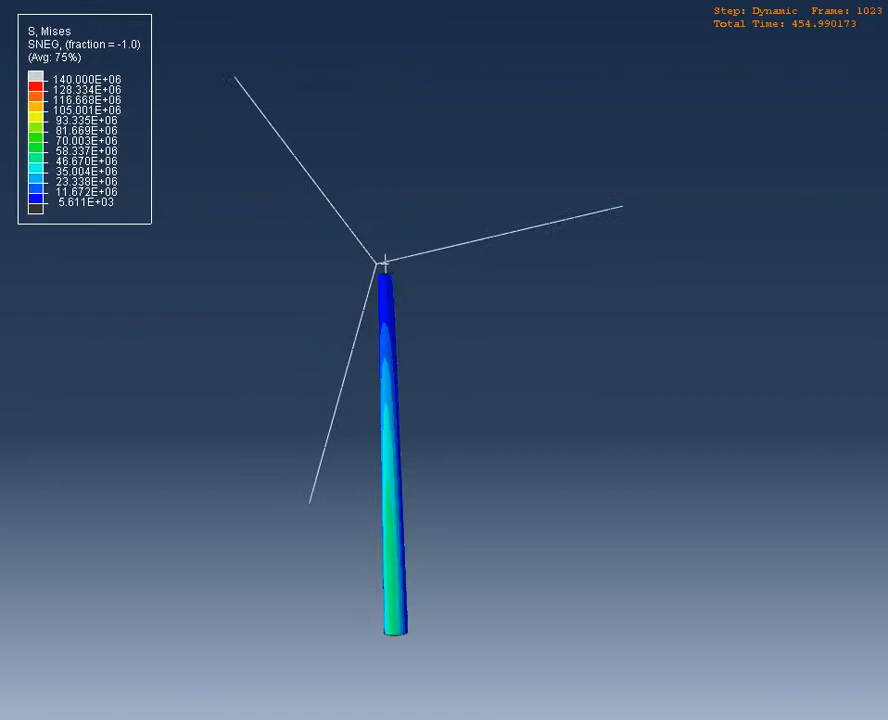 Step: Dynamic Frame: 1023
Total Time: 454.990173
S, Mises
SNEG, (fraction = -1.0)
(Avg: 75%)
140.000E+06
128.334E+06
116.668E+06
105.001E+06
93.335E+06
81.669E+06
70.003E+06
58.337E+06
46.670E+06
35.004E+06
23.338E+06
11.672E+06
5.611E+03